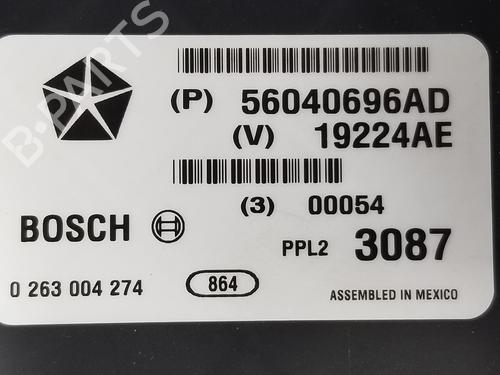 B-PARTS
(P) 56040696AD
(V) 19224AE
(3) 00054
BOSCH
PPL2 3087
0 263 004 274
864
ASSEMBLED IN MEXICO